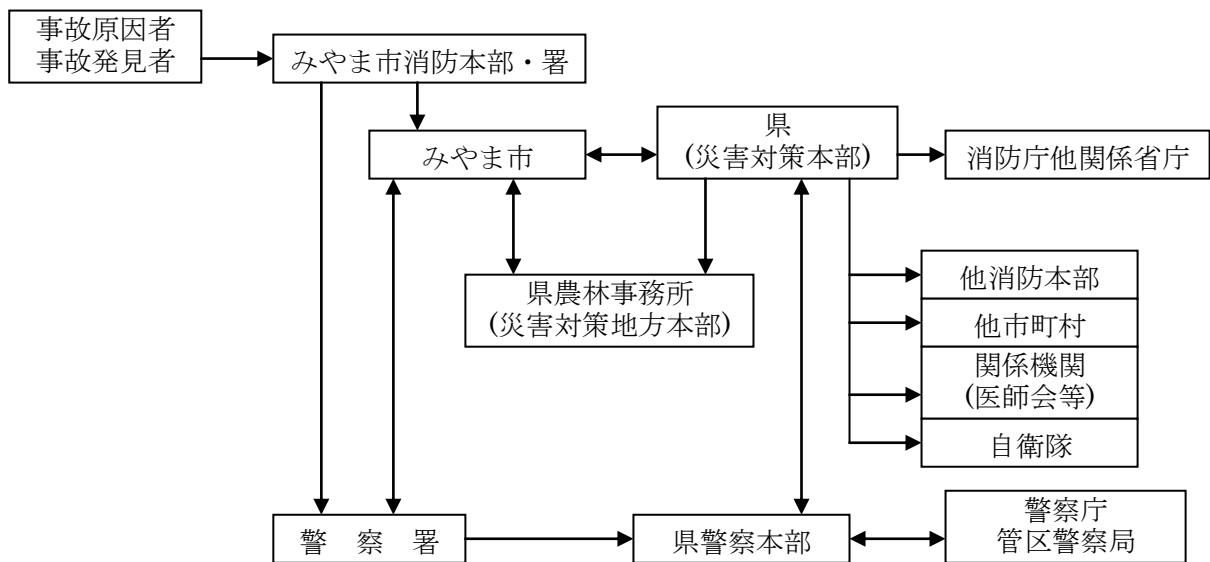 事故原因者
事故発見者
みやま市消防本部・署
みやま市
県
(災害対策本部)
消防庁他関係省庁
県農林事務所
(災害対策地方本部)
他消防本部
他市町村
関係機関
(医師会等)
自衛隊
警　察　署
県警察本部
警察庁
管区警察局